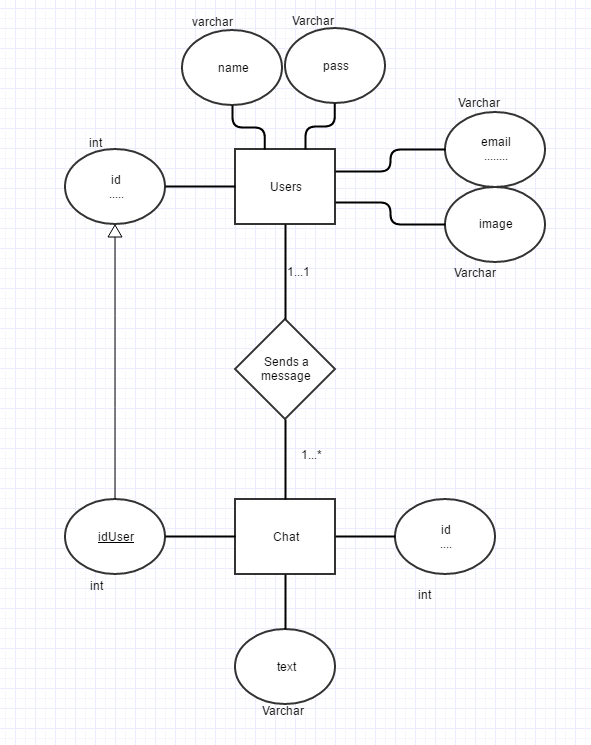 varchar
Varchar
name
pass
Varchar
email
........
int
id
.....
Users
image
Varchar
1...1
Sends a
message
1...*
idUser
Chat
id
....
int
int
text
Varchar